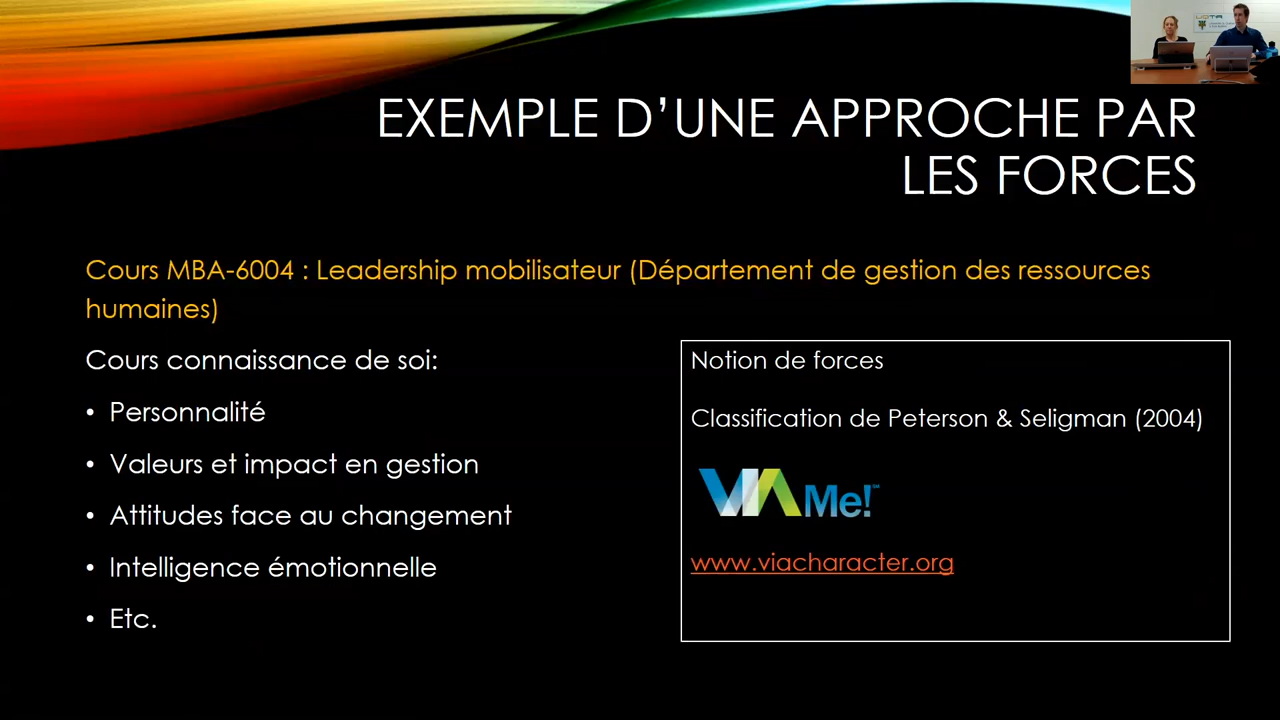 EXEMPLE D’UNE APPROCHE PAR
LES FORCES
Cours MBA-6004 : Leadership mobilisateur (Département de gestion des ressources
humaines)
Cours connaissance de soi:
• Personnalité
• Valeurs et impact en gestion
• Attitudes face au changement
• Intelligence émotionnelle
• Etc.
Notion de forces
Classification de Peterson & Seligman (2004)
VIA Me!
www.viacharacter.org